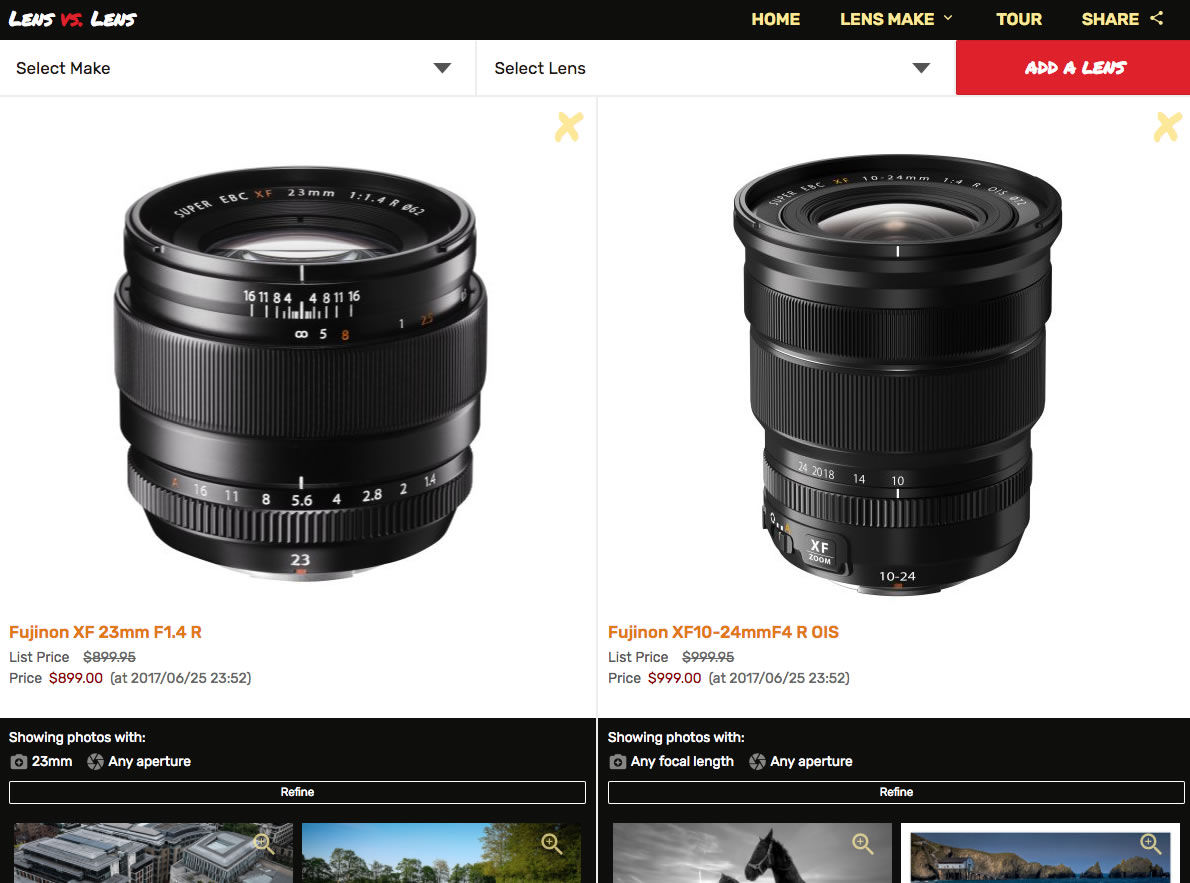 LENS VS. LENS
HOME LENS MAKE TOUR SHARE
Select Make
Select Lens
ADD A LENS
SUPER EBC XF 23mm 1:1.4 R Ø62
16 11 8 4 4 8 11 16
∞ 5 8 1 2.5
A 16 11 8 5.6 4 2.8 2 1.4
23
SUPER EBC XF 10-24mm 1:4 R OIS Ø72
24 20 18 14 10
A
XF
ZOOM
10-24
Fujinon XF 23mm F1.4 R
List Price $899.95
Price $899.00 (at 2017/06/25 23:52)
Fujinon XF10-24mmF4 R OIS
List Price $999.95
Price $999.00 (at 2017/06/25 23:52)
Showing photos with:
23mm Any aperture
Refine
Showing photos with:
Any focal length Any aperture
Refine